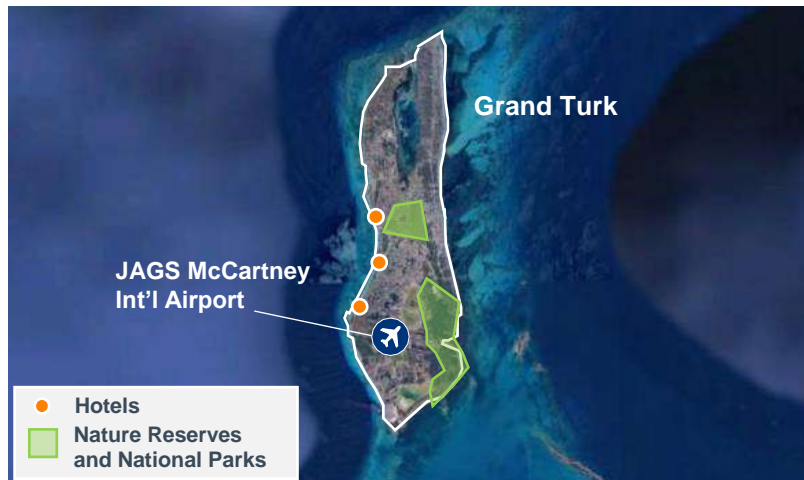 Grand Turk
JAGS McCartney
Int'l Airport
Hotels
Nature Reserves
and National Parks